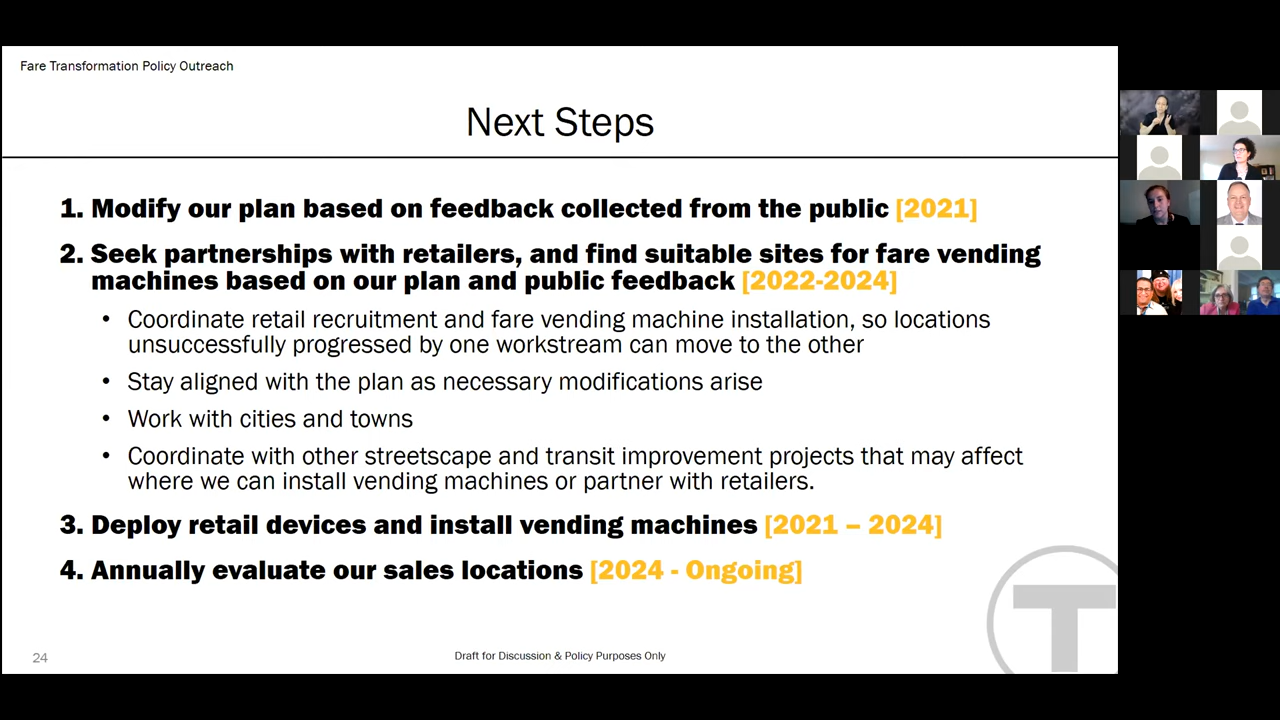 Fare Transformation Policy Outreach
Next Steps
1. Modify our plan based on feedback collected from the public [2021]
2. Seek partnerships with retailers, and find suitable sites for fare vending
machines based on our plan and public feedback [2022-2024]
• Coordinate retail recruitment and fare vending machine installation, so locations
unsuccessfully progressed by one workstream can move to the other
• Stay aligned with the plan as necessary modifications arise
• Work with cities and towns
• Coordinate with other streetscape and transit improvement projects that may affect
where we can install vending machines or partner with retailers.
3. Deploy retail devices and install vending machines [2021 – 2024]
4. Annually evaluate our sales locations [2024 - Ongoing]
T
24
Draft for Discussion & Policy Purposes Only